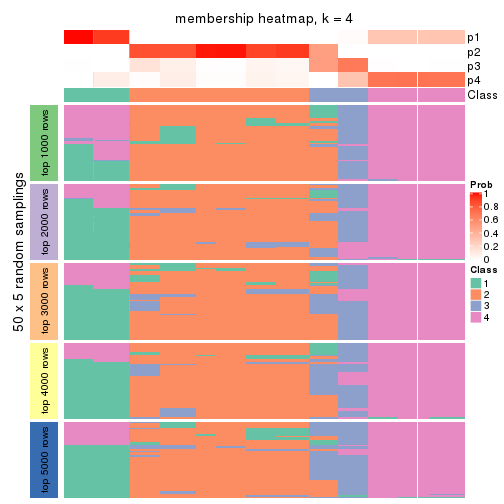 membership heatmap, k = 4
p1
p2
p3
p4
Class
50 x 5 random samplings
top 1000 rows
top 2000 rows
top 3000 rows
top 4000 rows
top 5000 rows
Prob
1
0.8
0.6
0.4
0.2
0
Class
1
2
3
4